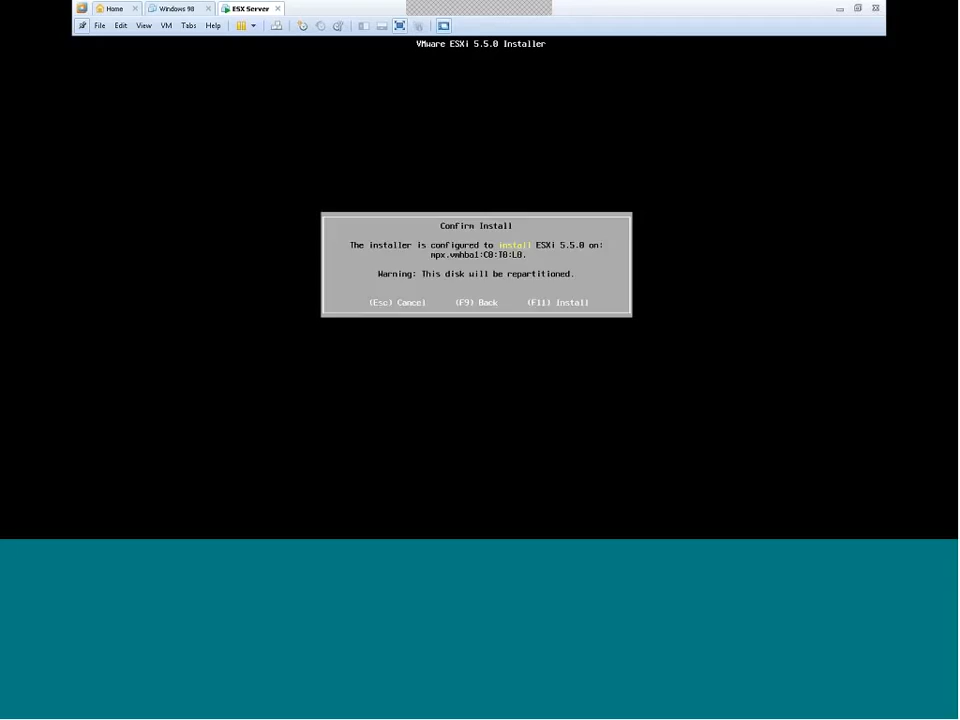 Home Windows 98 ESX Server
File Edit View VM Tabs Help
VMware ESXi 5.5.0 Installer
Confirm Install
The installer is configured to install ESXi 5.5.0 on:
mpx.vmhba1:C0:T0:L0.
Warning: This disk will be repartitioned.
(Esc) Cancel (F9) Back (F11) Install